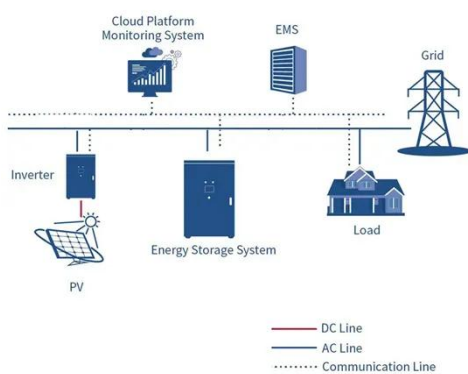 Cloud Platform
Monitoring System
EMS
Grid
Inverter
Energy Storage System
Load
PV
DC Line
AC Line
Communication Line